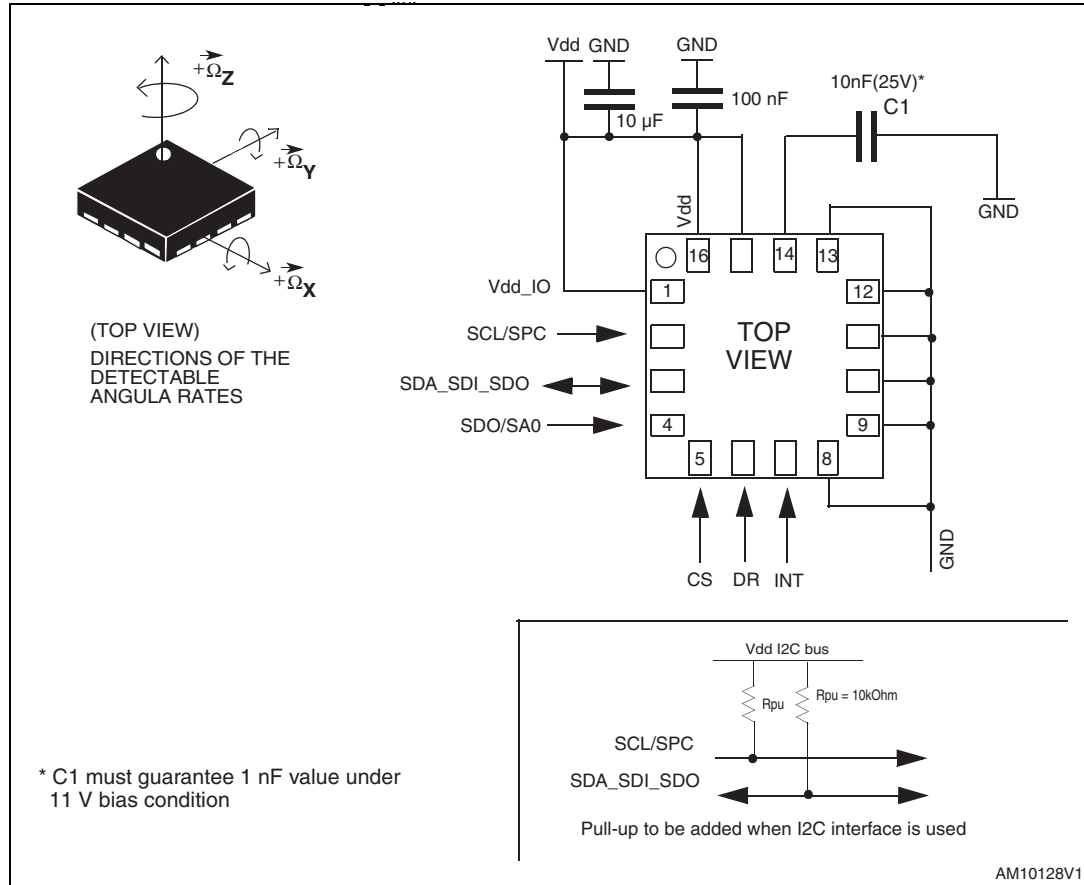 +ΩZ
+ΩY
+ΩX
(TOP VIEW)
DIRECTIONS OF THE
DETECTABLE
ANGULA RATES
Vdd GND
GND
10 µF
100 nF
10nF(25V)*
C1
GND
Vdd
16
14
13
Vdd_IO
1
12
SCL/SPC
TOP
VIEW
SDA_SDI_SDO
SDO/SA0
4
9
5
8
GND
CS DR INT
Vdd I2C bus
Rpu
Rpu = 10kOhm
SCL/SPC
SDA_SDI_SDO
Pull-up to be added when I2C interface is used
* C1 must guarantee 1 nF value under
11 V bias condition
AM10128V1